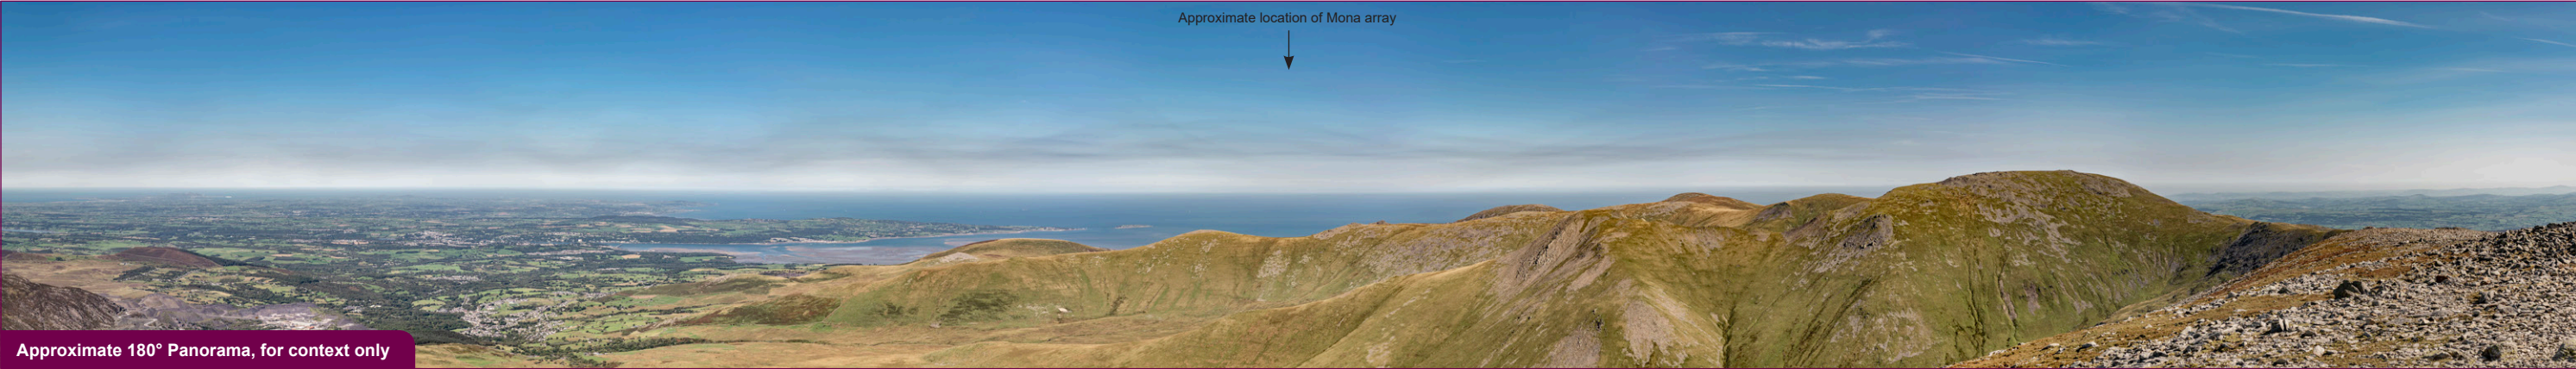 Approximate location of Mona array
Approximate 180° Panorama, for context only